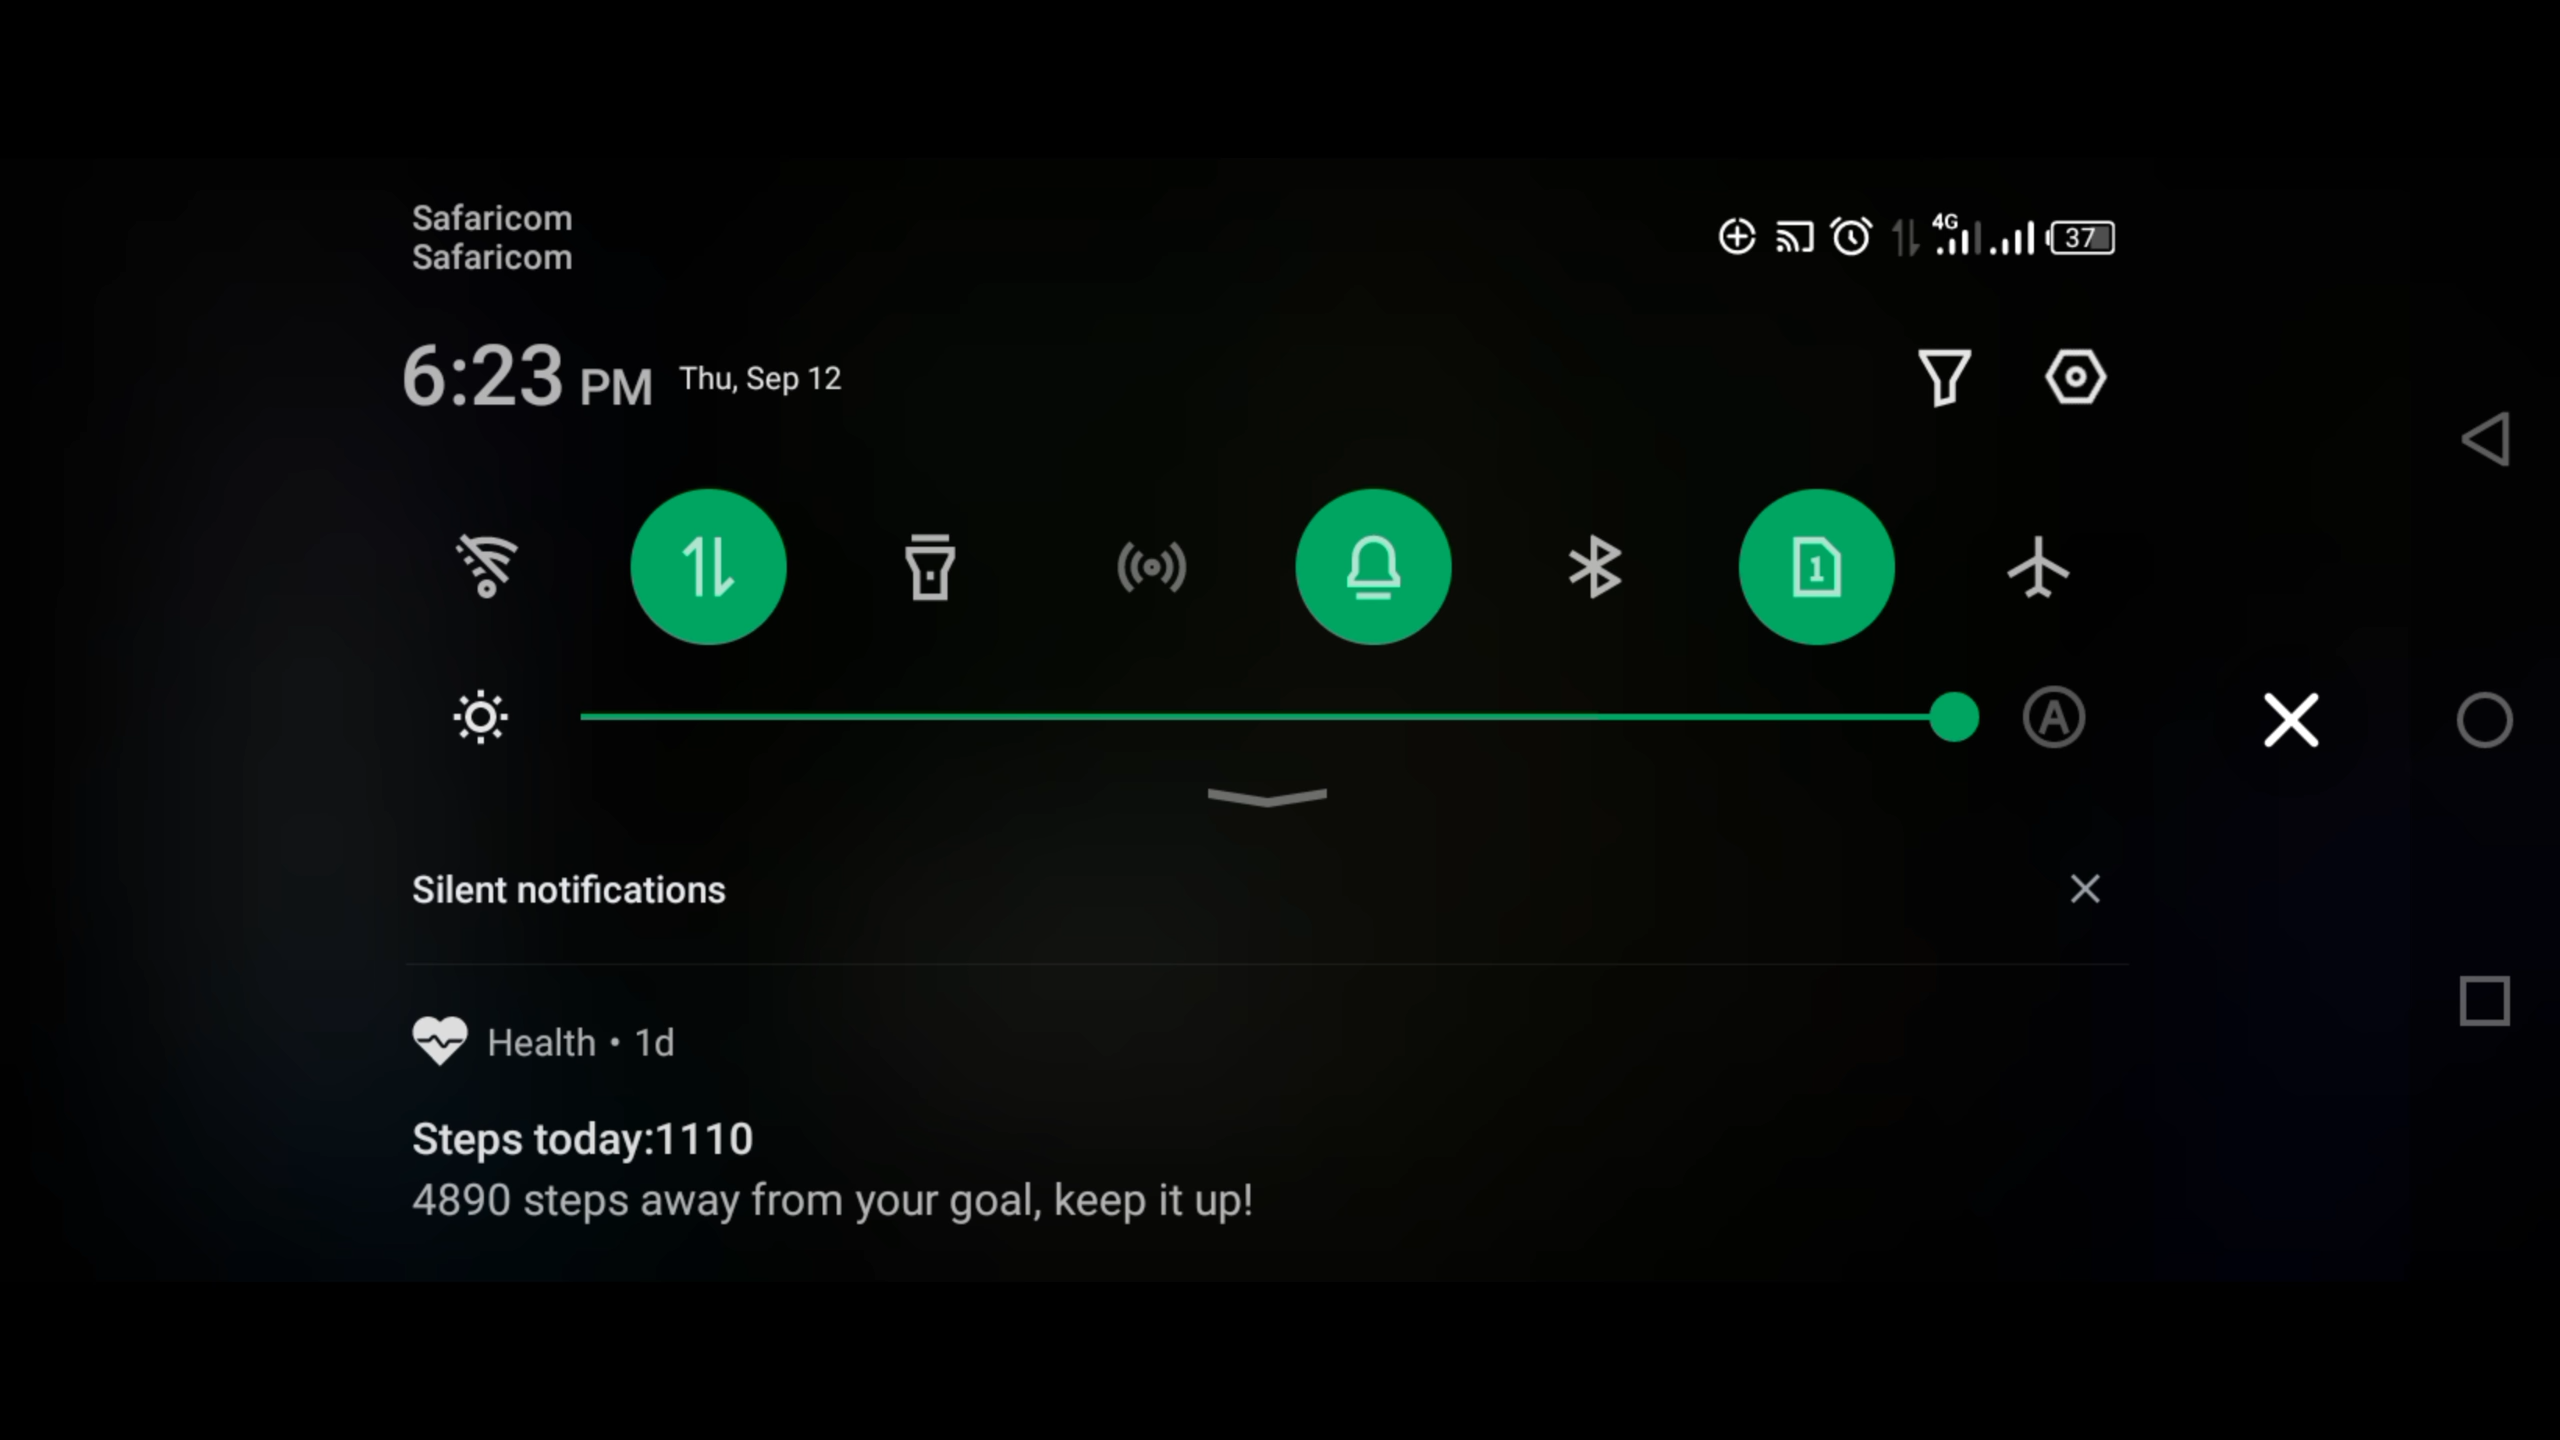 Safaricom
Safaricom
4G
37
6:23 PM Thu, Sep 12
1
A
Silent notifications
Health • 1d
Steps today:1110
4890 steps away from your goal, keep it up!